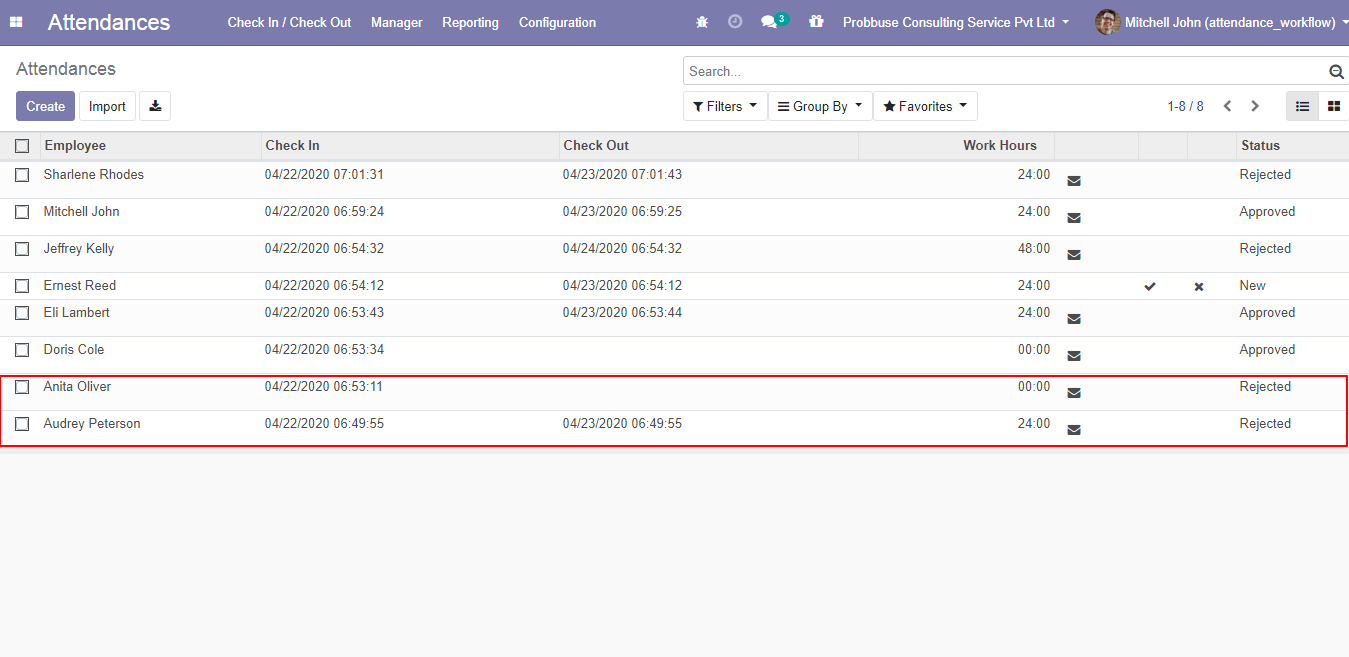 Attendances Check In / Check Out Manager Reporting Configuration 3 Probbuse Consulting Service Pvt Ltd Mitchell John (attendance_workflow)
Attendances Search...
Create Import Filters Group By Favorites 1-8 / 8
Employee Check In Check Out Work Hours Status
Sharlene Rhodes 04/22/2020 07:01:31 04/23/2020 07:01:43 24:00 Rejected
Mitchell John 04/22/2020 06:59:24 04/23/2020 06:59:25 24:00 Approved
Jeffrey Kelly 04/22/2020 06:54:32 04/24/2020 06:54:32 48:00 Rejected
Ernest Reed 04/22/2020 06:54:12 04/23/2020 06:54:12 24:00 New
Eli Lambert 04/22/2020 06:53:43 04/23/2020 06:53:44 24:00 Approved
Doris Cole 04/22/2020 06:53:34 00:00 Approved
Anita Oliver 04/22/2020 06:53:11 00:00 Rejected
Audrey Peterson 04/22/2020 06:49:55 04/23/2020 06:49:55 24:00 Rejected